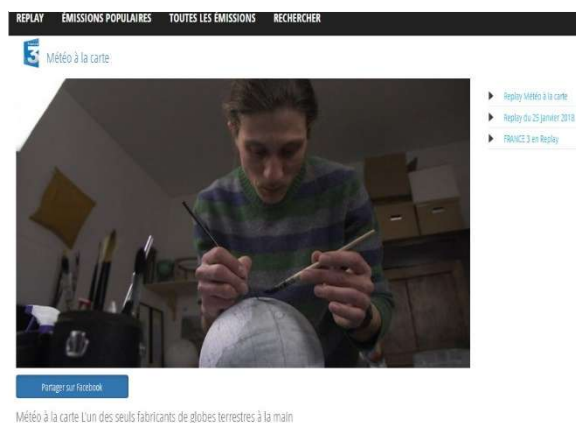 REPLAY ÉMISSIONS POPULAIRES TOUTES LES ÉMISSIONS RECHERCHER
3 Météo à la carte
Replay Météo à la carte
Replay du 25 janvier 2018
FRANCE 3 en Replay
Partager sur Facebook
Météo à la carte L'un des seuls fabricants de globes terrestres à la main